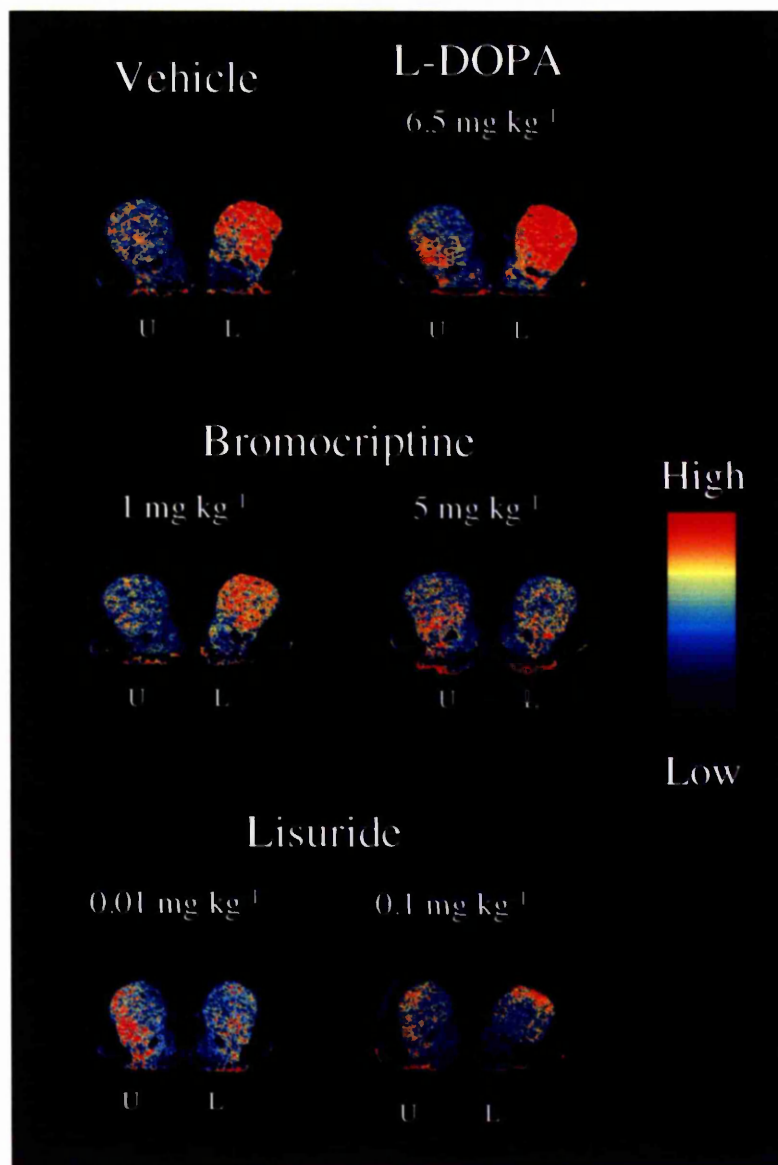 Vehicle
L-DOPA
6.5 mg kg⁻¹
U L
U L
Bromocriptine
1 mg kg⁻¹
5 mg kg⁻¹
U L
U L
High
Low
Lisuride
0.01 mg kg⁻¹
0.1 mg kg⁻¹
U L
U L